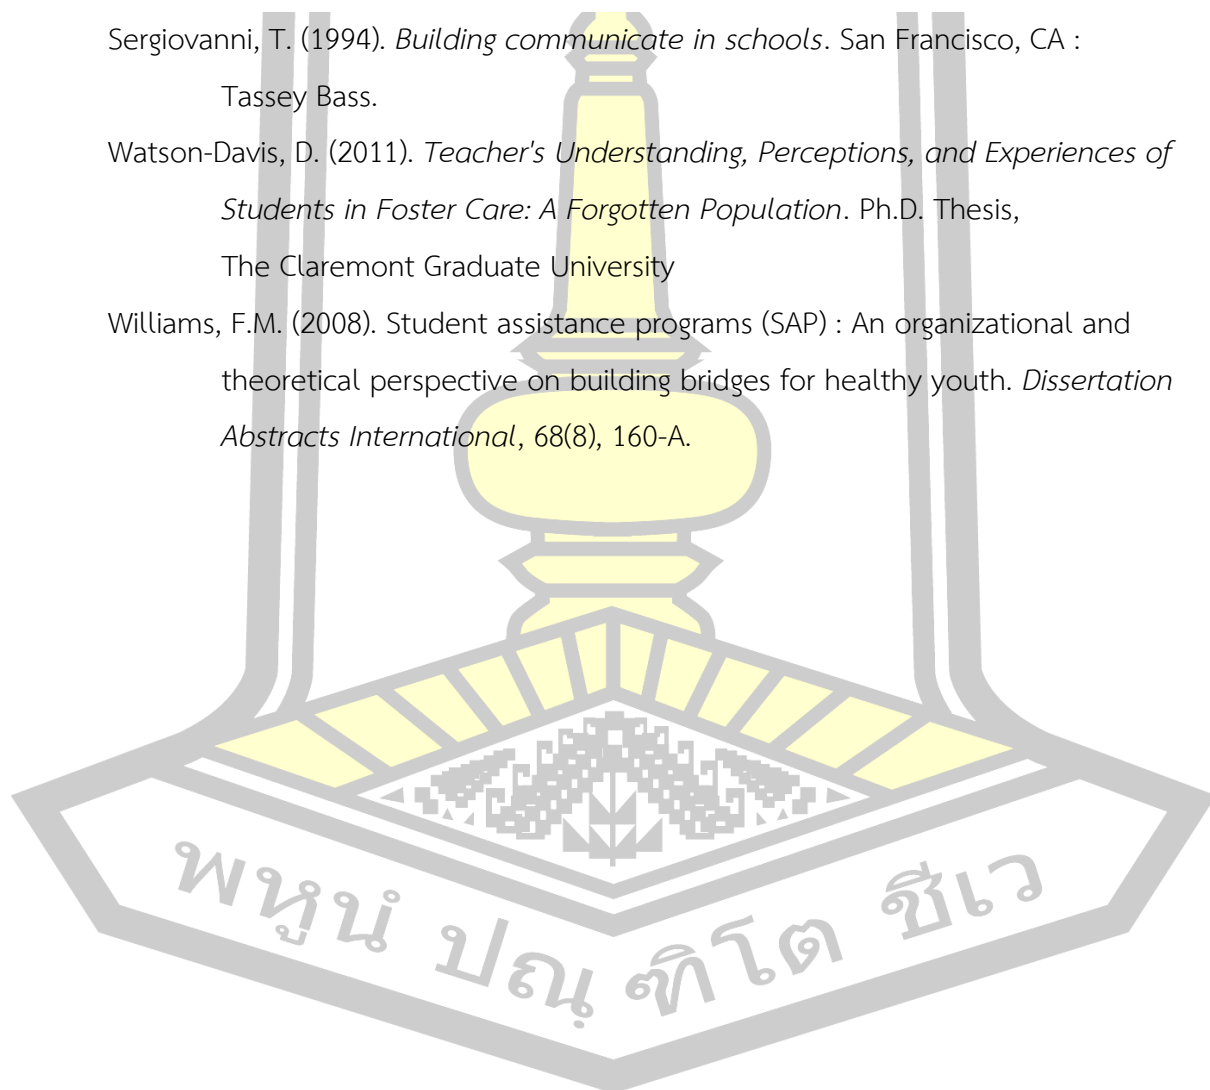 Sergiovanni, T. (1994). Building communicate in schools. San Francisco, CA :
Tassey Bass.
Watson-Davis, D. (2011). Teacher's Understanding, Perceptions, and Experiences of
Students in Foster Care: A Forgotten Population. Ph.D. Thesis,
The Claremont Graduate University
Williams, F.M. (2008). Student assistance programs (SAP) : An organizational and
theoretical perspective on building bridges for healthy youth. Dissertation
Abstracts International, 68(8), 160-A.
พหูนํ ปณฺฑิโต ชีเว